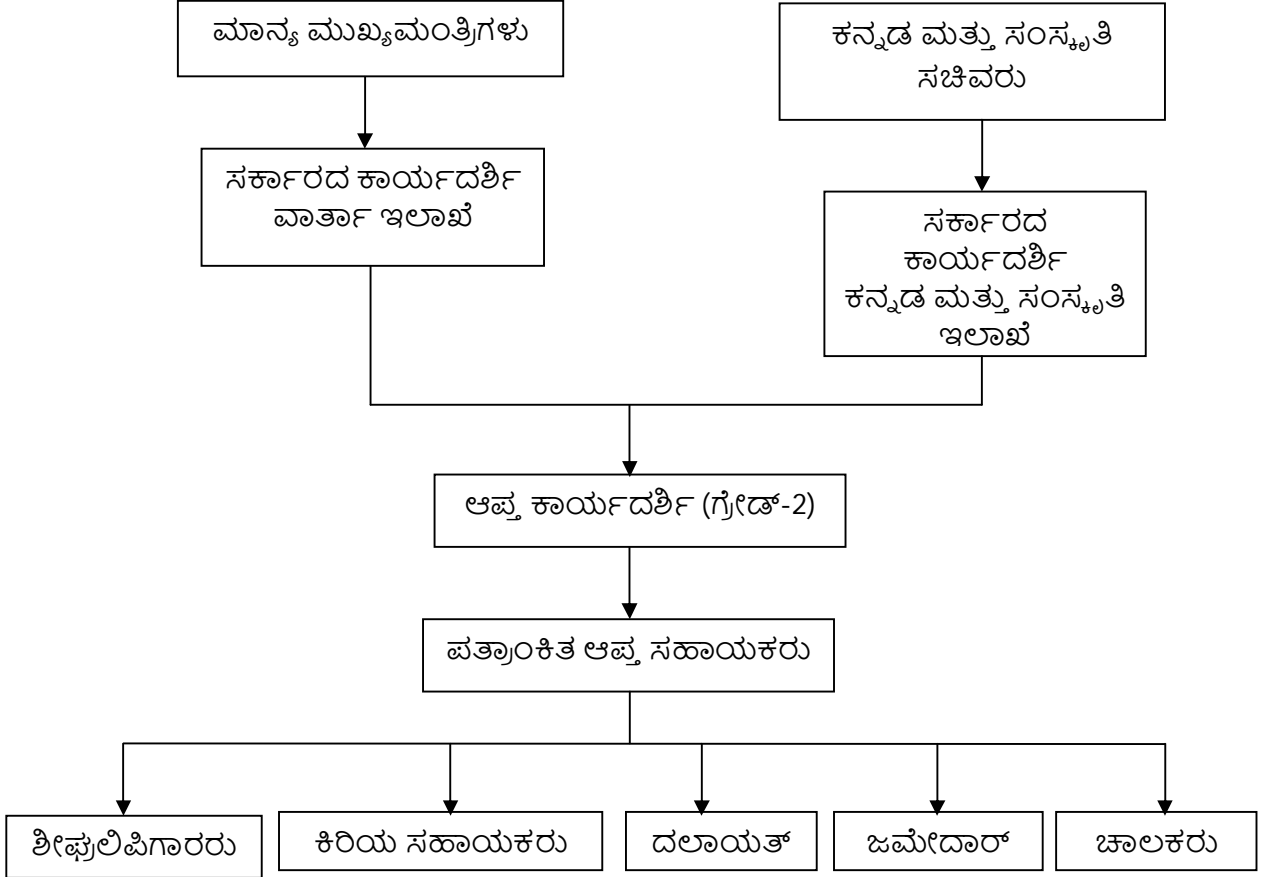 ಮಾನ್ಯ ಮುಖ್ಯಮಂತ್ರಿಗಳು
ಕನ್ನಡ ಮತ್ತು ಸಂಸ್ಕೃತಿ
ಸಚಿವರು
ಸರ್ಕಾರದ ಕಾರ್ಯದರ್ಶಿ
ವಾರ್ತಾ ಇಲಾಖೆ
ಸರ್ಕಾರದ
ಕಾರ್ಯದರ್ಶಿ
ಕನ್ನಡ ಮತ್ತು ಸಂಸ್ಕೃತಿ
ಇಲಾಖೆ
ಆಪ್ತ ಕಾರ್ಯದರ್ಶಿ (ಗ್ರೇಡ್-2)
ಪತ್ರಾಂಕಿತ ಆಪ್ತ ಸಹಾಯಕರು
ಶೀಘ್ರಲಿಪಿಗಾರರು
ಕಿರಿಯ ಸಹಾಯಕರು
ದಲಾಯತ್
ಜಮೇದಾರ್
ಚಾಲಕರು